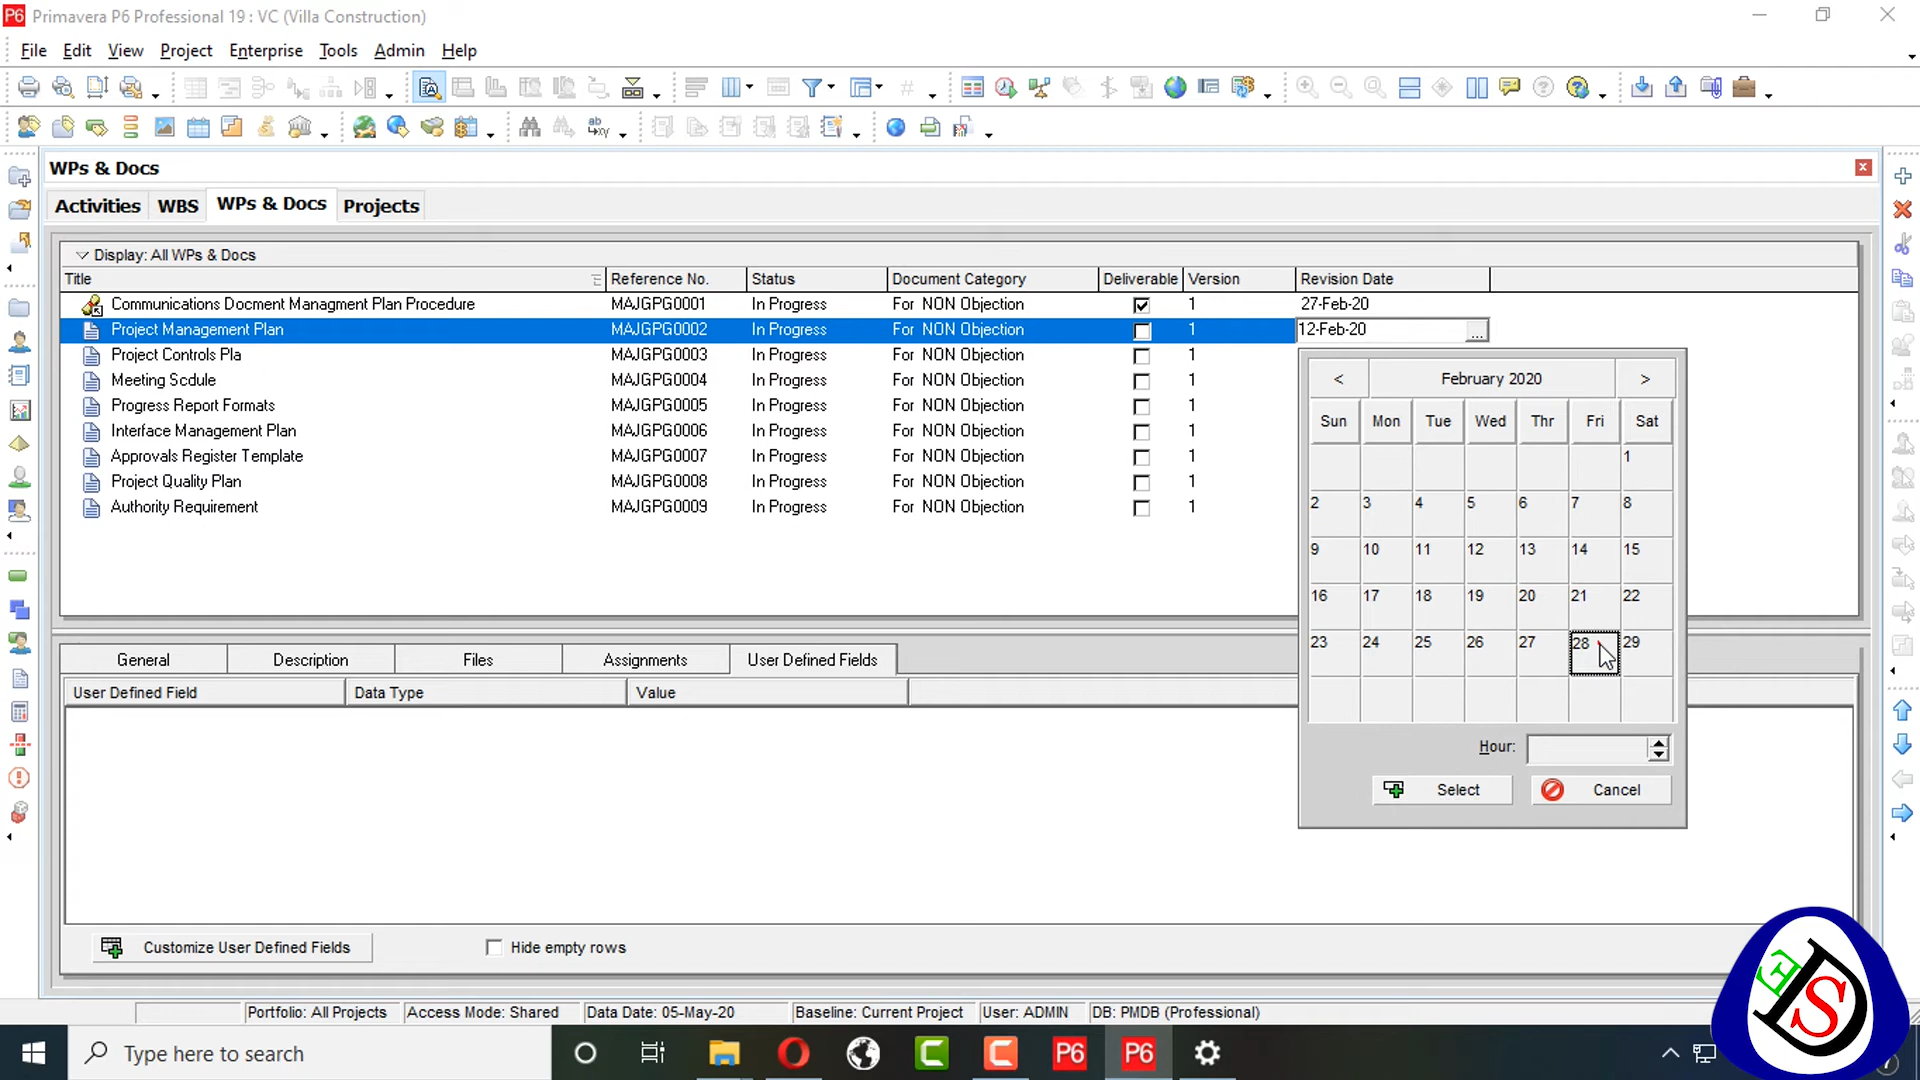 P6 Primavera P6 Professional 19 : VC (Villa Construction)
File Edit View Project Enterprise Tools Admin Help
WPs & Docs
Activities WBS WPs & Docs Projects
Display: All WPs & Docs
Title Reference No. Status Document Category Deliverable Version Revision Date
Communications Docment Managment Plan Procedure MAJGPG0001 In Progress For NON Objection 1 27-Feb-20
Project Management Plan MAJGPG0002 In Progress For NON Objection 1 12-Feb-20 ...
Project Controls Pla MAJGPG0003 In Progress For NON Objection 1
Meeting Scdule MAJGPG0004 In Progress For NON Objection 1
Progress Report Formats MAJGPG0005 In Progress For NON Objection 1
Interface Management Plan MAJGPG0006 In Progress For NON Objection 1
Approvals Register Template MAJGPG0007 In Progress For NON Objection 1
Project Quality Plan MAJGPG0008 In Progress For NON Objection 1
Authority Requirement MAJGPG0009 In Progress For NON Objection 1
< February 2020 >
Sun Mon Tue Wed Thr Fri Sat
1
2 3 4 5 6 7 8
9 10 11 12 13 14 15
16 17 18 19 20 21 22
23 24 25 26 27 28 29
Hour:
Select Cancel
General Description Files Assignments User Defined Fields
User Defined Field Data Type Value
Customize User Defined Fields Hide empty rows
Portfolio: All Projects Access Mode: Shared Data Date: 05-May-20 Baseline: Current Project User: ADMIN DB: PMDB (Professional)
Type here to search P6 P6
E D S